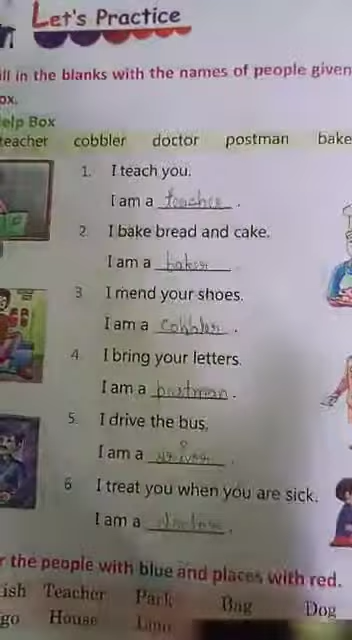 Let's Practice
ill in the blanks with the names of people given
ox.
elp Box
teacher cobbler doctor postman bake
1. I teach you.
I am a teacher.
2. I bake bread and cake.
I am a baker.
3 I mend your shoes.
I am a cobbler.
4. I bring your letters.
I am a postman.
5. I drive the bus.
I am a driver.
6 I treat you when you are sick.
I am a doctor.
r the people with blue and places with red.
ish Teacher Park Bag Dog
go House Lion